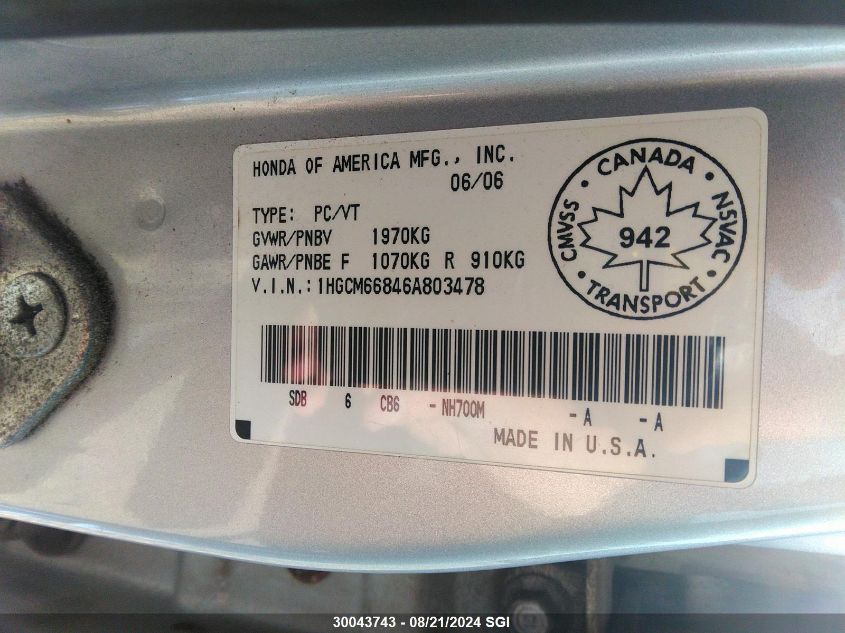 HONDA OF AMERICA MFG., INC.
06/06
TYPE: PC/VT
GVWR/PNBV 1970KG
GAWR/PNBE F 1070KG R 910KG
V.I.N.: 1HGCM66846A803478
CANADA
CMVSS 942 NSVAC
TRANSPORT
SDB 6 CB6 - NH700M - A - A
MADE IN U.S.A.
30043743 - 08/21/2024 SGI